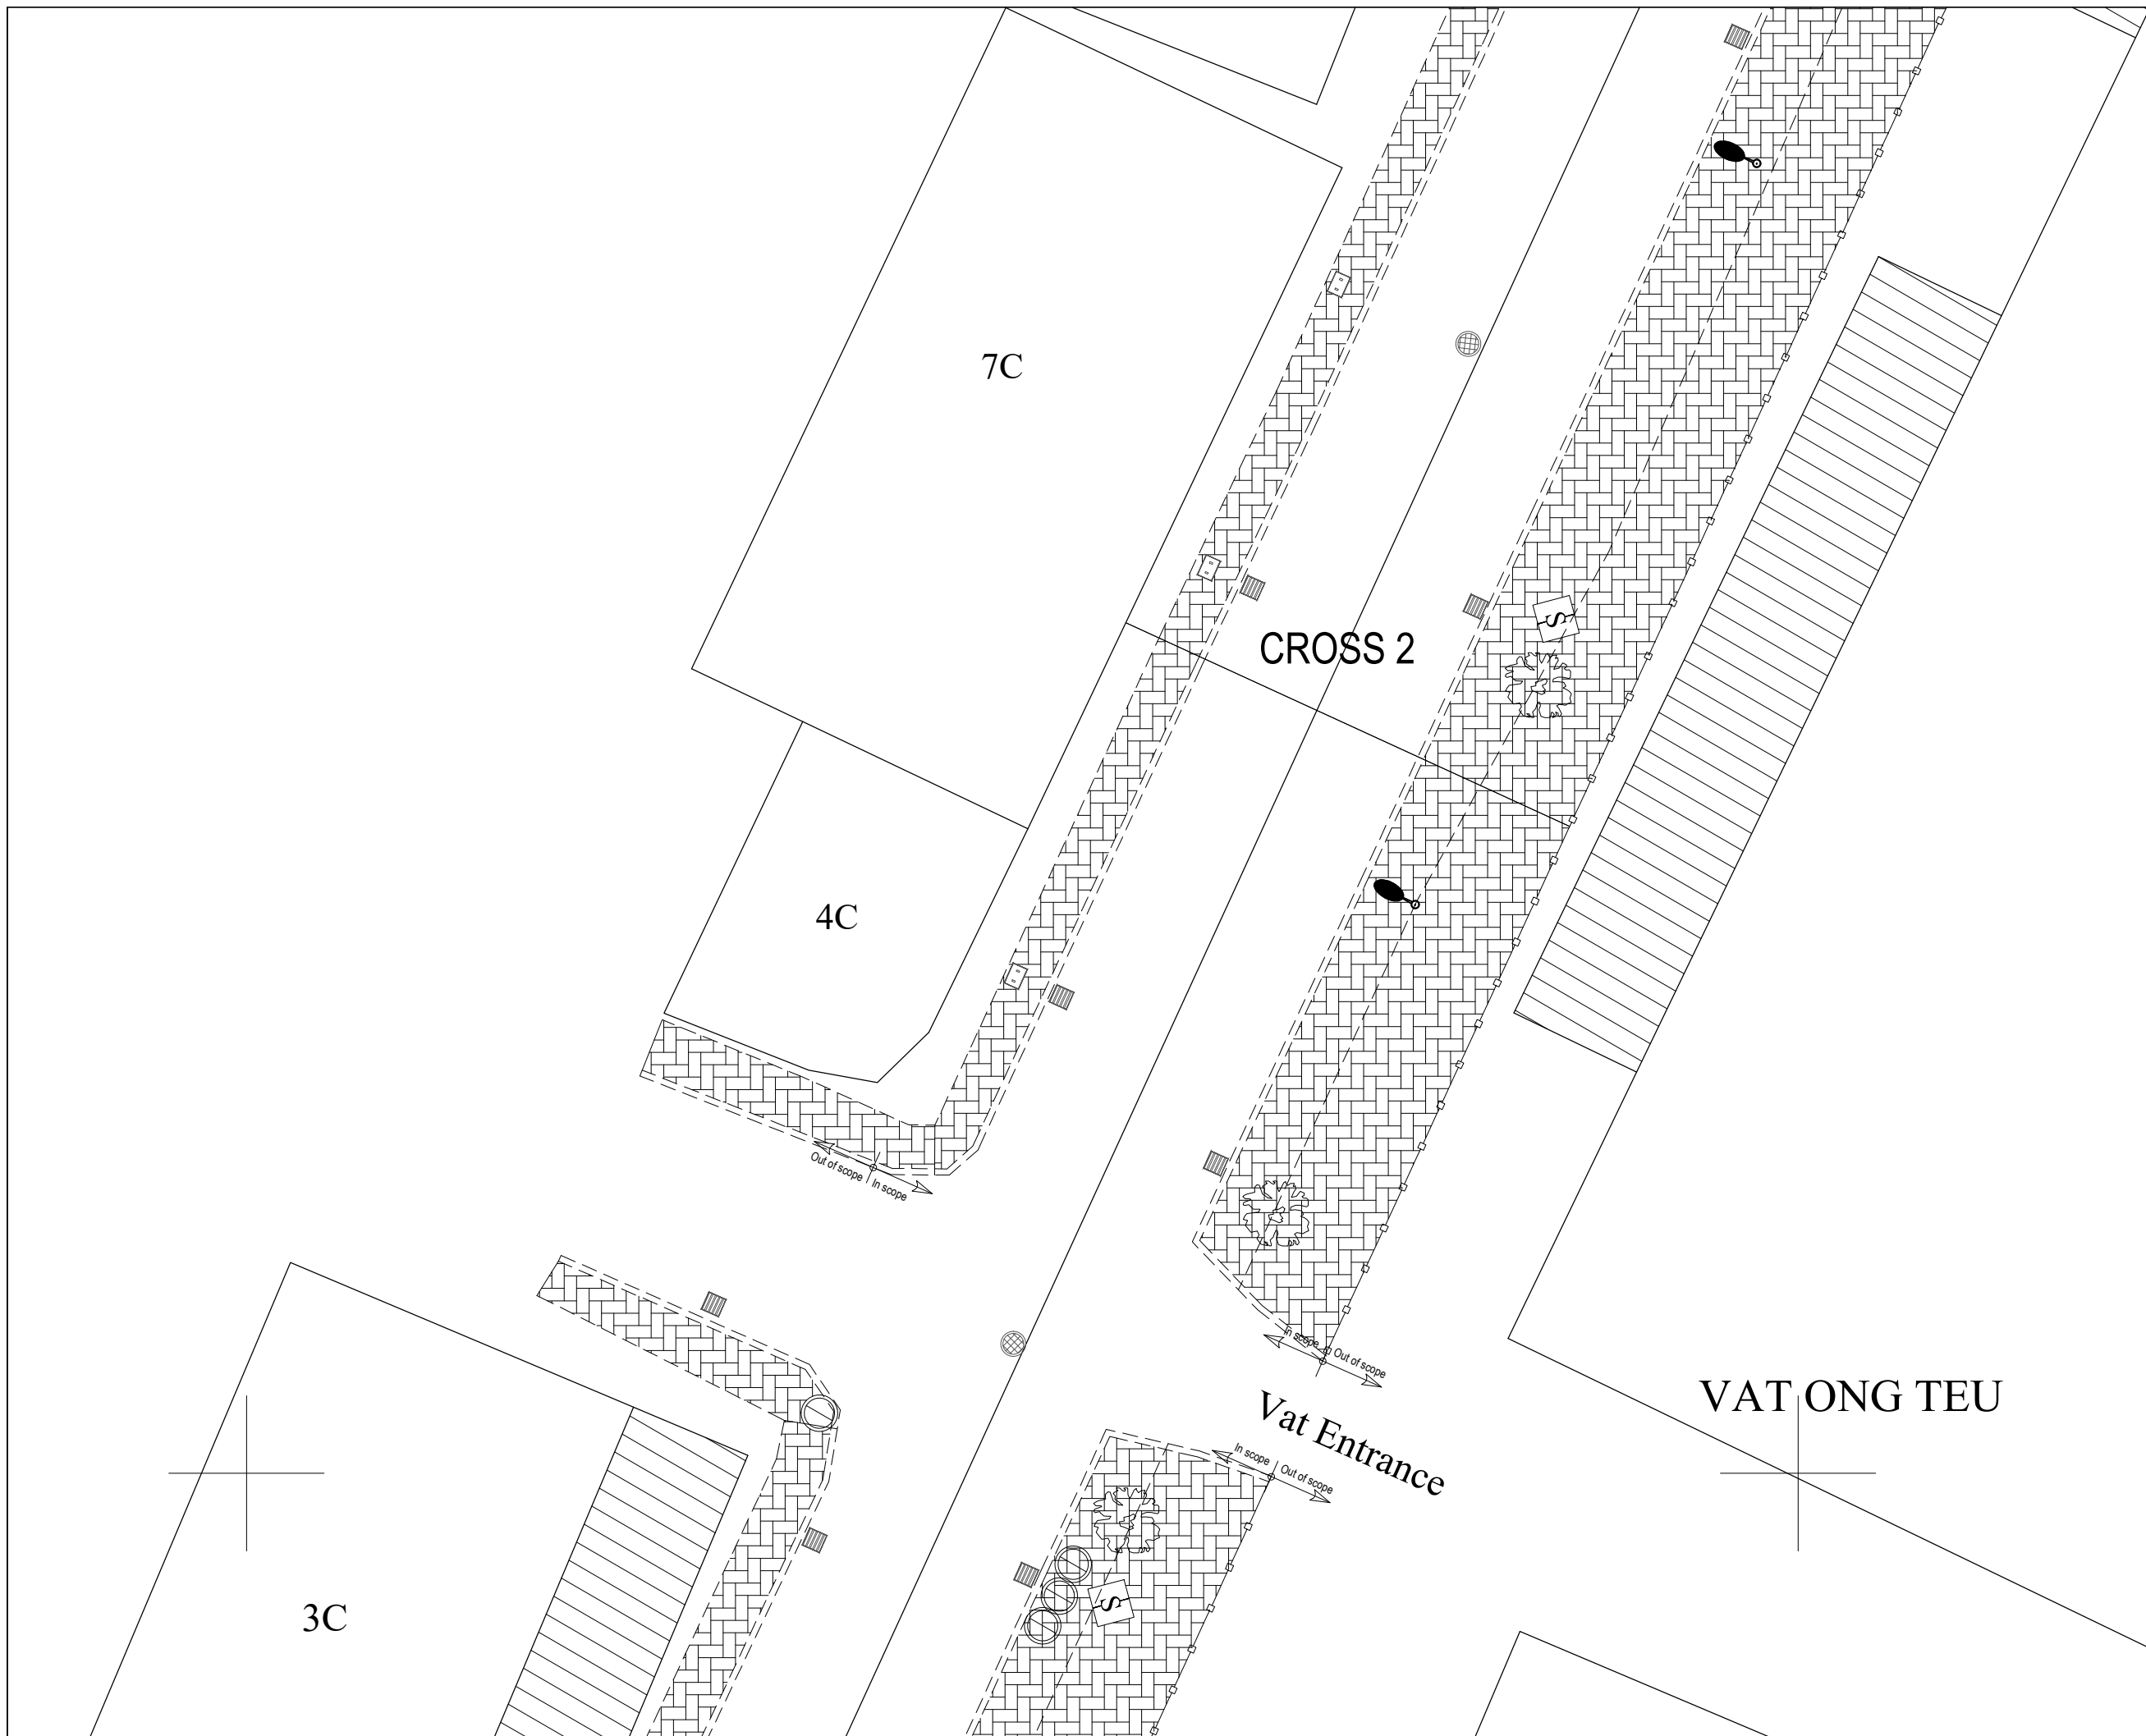 7C
CROSS 2
S
4C
Out of scope
In scope
In scope
Out of scope
VAT ONG TEU
Vat Entrance
In scope
Out of scope
S
3C